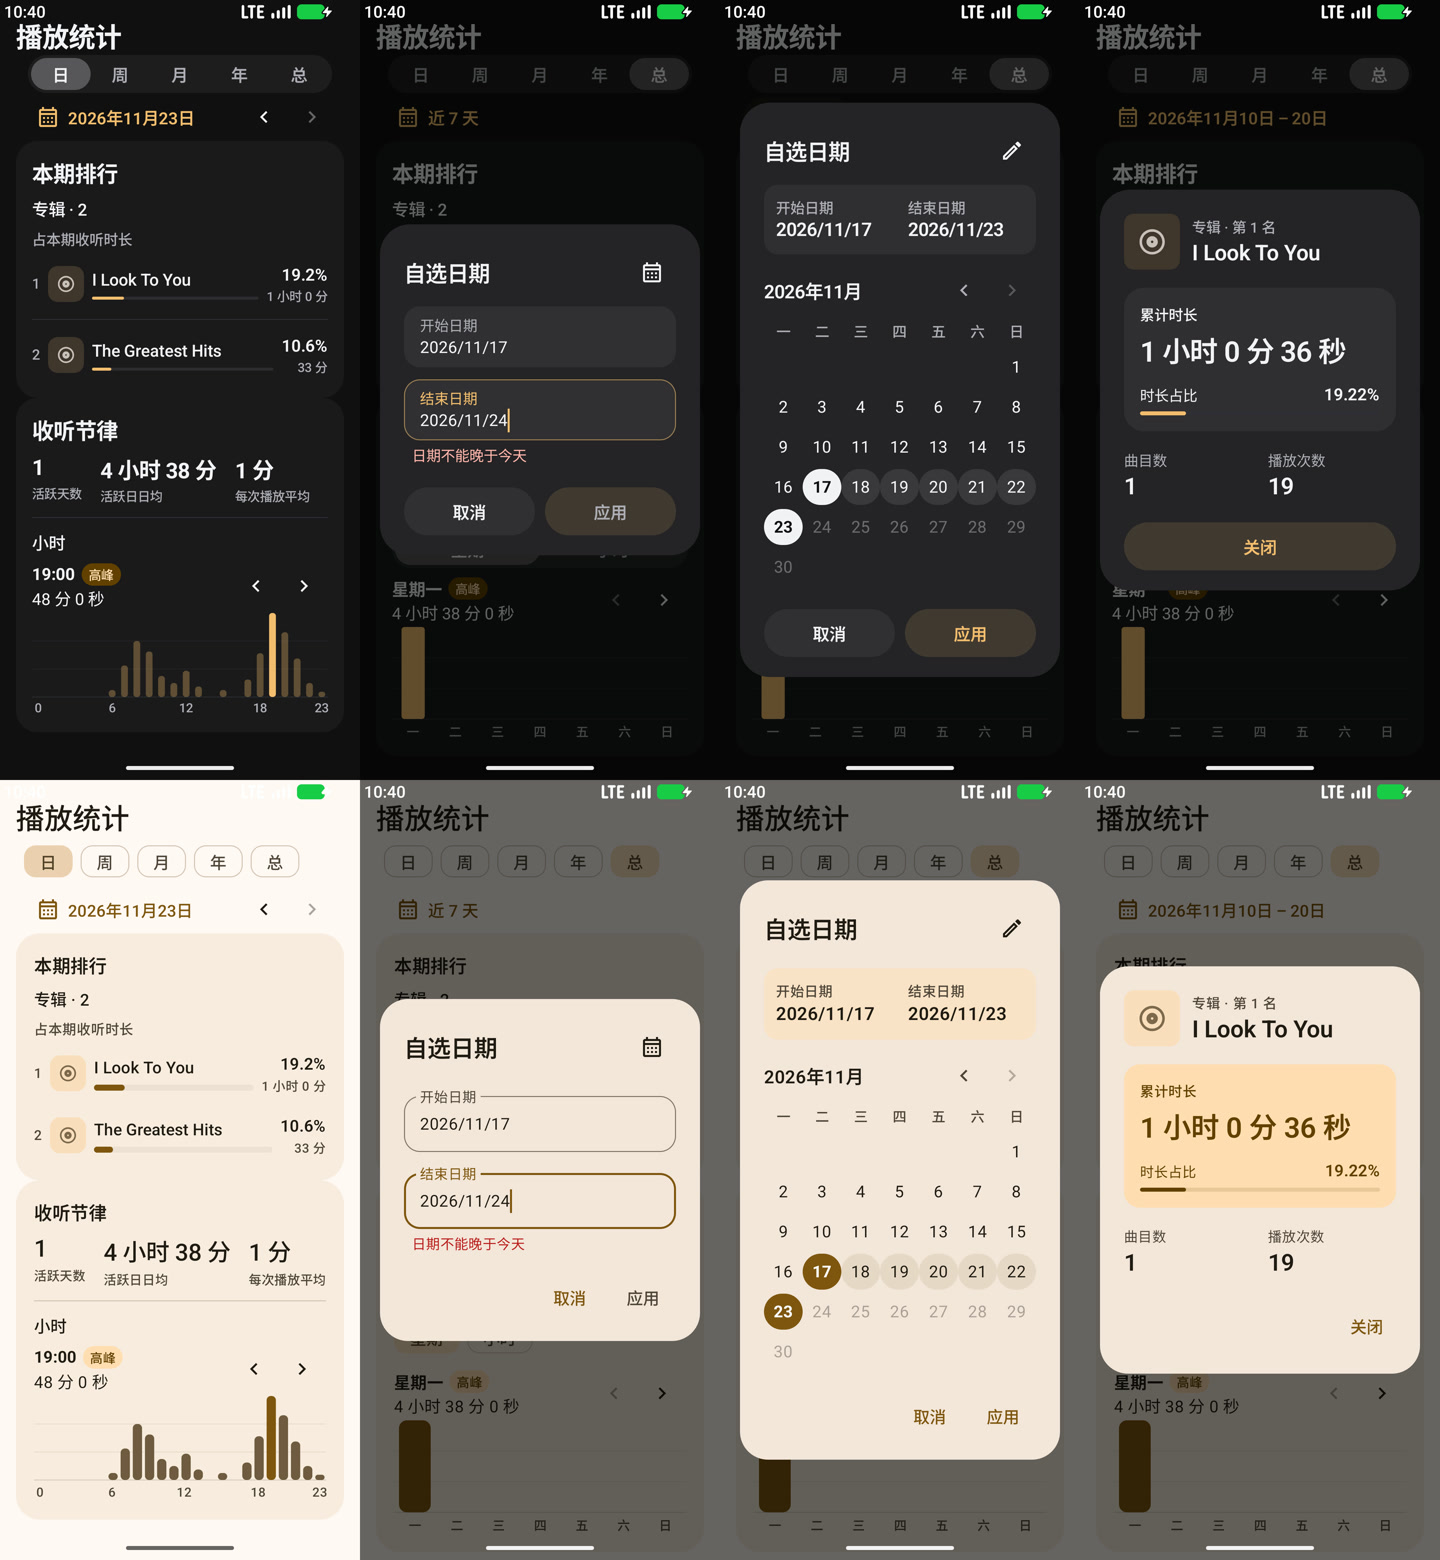 10:40 LTE
播放统计
日 周 月 年 总
2026年11月23日
本期排行
专辑 · 2
占本期收听时长
1 I Look To You 19.2%
1 小时 0 分
2 The Greatest Hits 10.6%
33 分
收听节律
1 4 小时 38 分 1 分
活跃天数 活跃日日均 每次播放平均
小时
19:00 高峰
48 分 0 秒
0 6 12 18 23
10:40 LTE
播放统计
日 周 月 年 总
近 7 天
本期排行
专辑 · 2
自选日期
开始日期
2026/11/17
结束日期
2026/11/24
日期不能晚于今天
取消 应用
星期一 高峰
4 小时 38 分 0 秒
一 二 三 四 五 六 日
10:40 LTE
播放统计
日 周 月 年 总
自选日期
开始日期 结束日期
2026/11/17 2026/11/23
2026年11月
一 二 三 四 五 六 日
1
2 3 4 5 6 7 8
9 10 11 12 13 14 15
16 17 18 19 20 21 22
23 24 25 26 27 28 29
30
取消 应用
一 二 三 四 五 六 日
10:40 LTE
播放统计
日 周 月 年 总
2026年11月10日 – 20日
本期排行
专辑 · 第 1 名
I Look To You
累计时长
1 小时 0 分 36 秒
时长占比 19.22%
曲目数 播放次数
1 19
关闭
星期一 高峰
4 小时 38 分 0 秒
一 二 三 四 五 六 日
10:40 LTE
播放统计
日 周 月 年 总
2026年11月23日
本期排行
专辑 · 2
占本期收听时长
1 I Look To You 19.2%
1 小时 0 分
2 The Greatest Hits 10.6%
33 分
收听节律
1 4 小时 38 分 1 分
活跃天数 活跃日日均 每次播放平均
小时
19:00 高峰
48 分 0 秒
0 6 12 18 23
10:40 LTE
播放统计
日 周 月 年 总
近 7 天
本期排行
专辑 · 2
自选日期
开始日期
2026/11/17
结束日期
2026/11/24
日期不能晚于今天
取消 应用
星期一 高峰
4 小时 38 分 0 秒
一 二 三 四 五 六 日
10:40 LTE
播放统计
日 周 月 年 总
自选日期
开始日期 结束日期
2026/11/17 2026/11/23
2026年11月
一 二 三 四 五 六 日
1
2 3 4 5 6 7 8
9 10 11 12 13 14 15
16 17 18 19 20 21 22
23 24 25 26 27 28 29
30
取消 应用
一 二 三 四 五 六 日
10:40 LTE
播放统计
日 周 月 年 总
2026年11月10日 – 20日
本期排行
专辑 · 第 1 名
I Look To You
累计时长
1 小时 0 分 36 秒
时长占比 19.22%
曲目数 播放次数
1 19
关闭
星期一 高峰
4 小时 38 分 0 秒
一 二 三 四 五 六 日